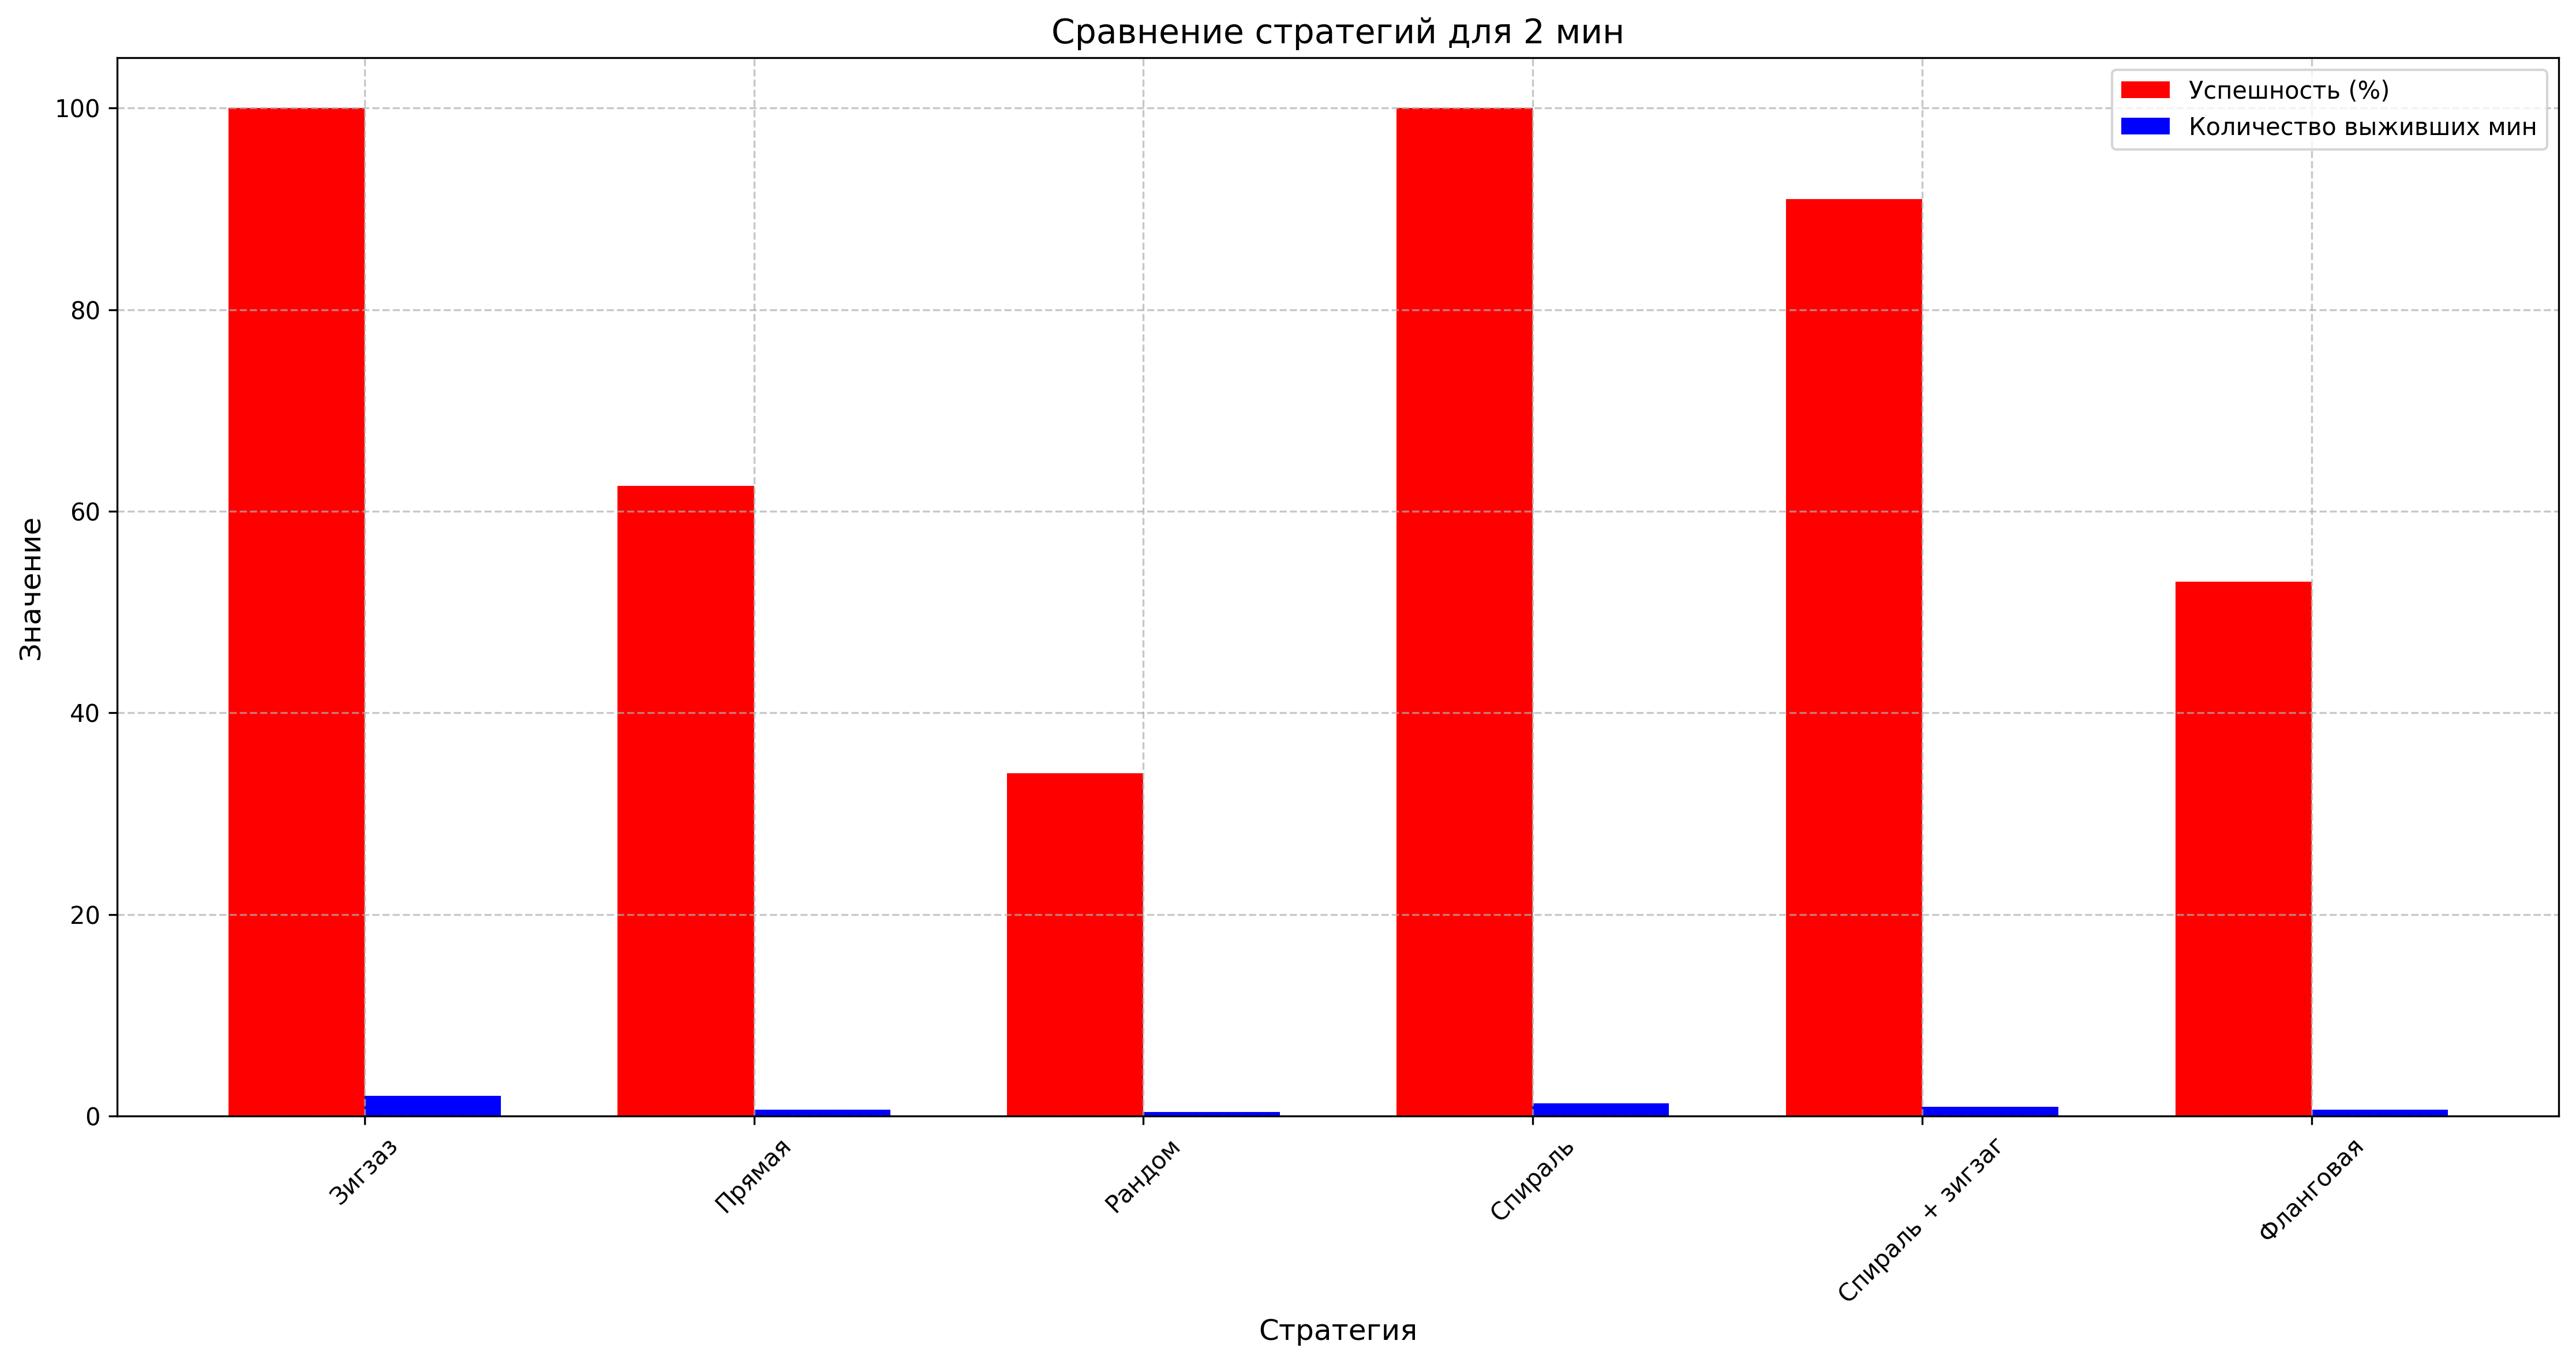 Сравнение стратегий для 2 мин
Успешность (%)
Количество выживших мин
Значение
100
80
60
40
20
0
Зигзаз
Прямая
Рандом
Спираль
Спираль + зигзаг
Фланговая
Стратегия